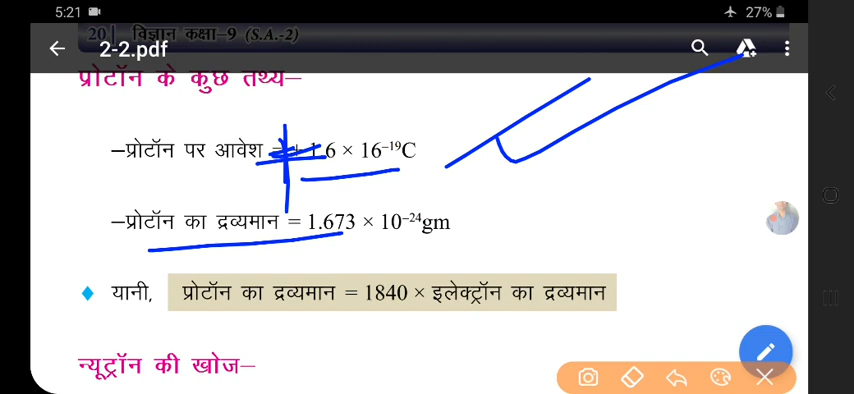 5:21
27%
20 विज्ञान कक्षा–9 (S.A.-2)
2-2.pdf
प्रोटॉन के कुछ तथ्य–
–प्रोटॉन पर आवेश = + 1.6 × 16⁻¹⁹C
–प्रोटॉन का द्रव्यमान = 1.673 × 10⁻²⁴gm
यानी, प्रोटॉन का द्रव्यमान = 1840 × इलेक्ट्रॉन का द्रव्यमान
न्यूट्रॉन की खोज–